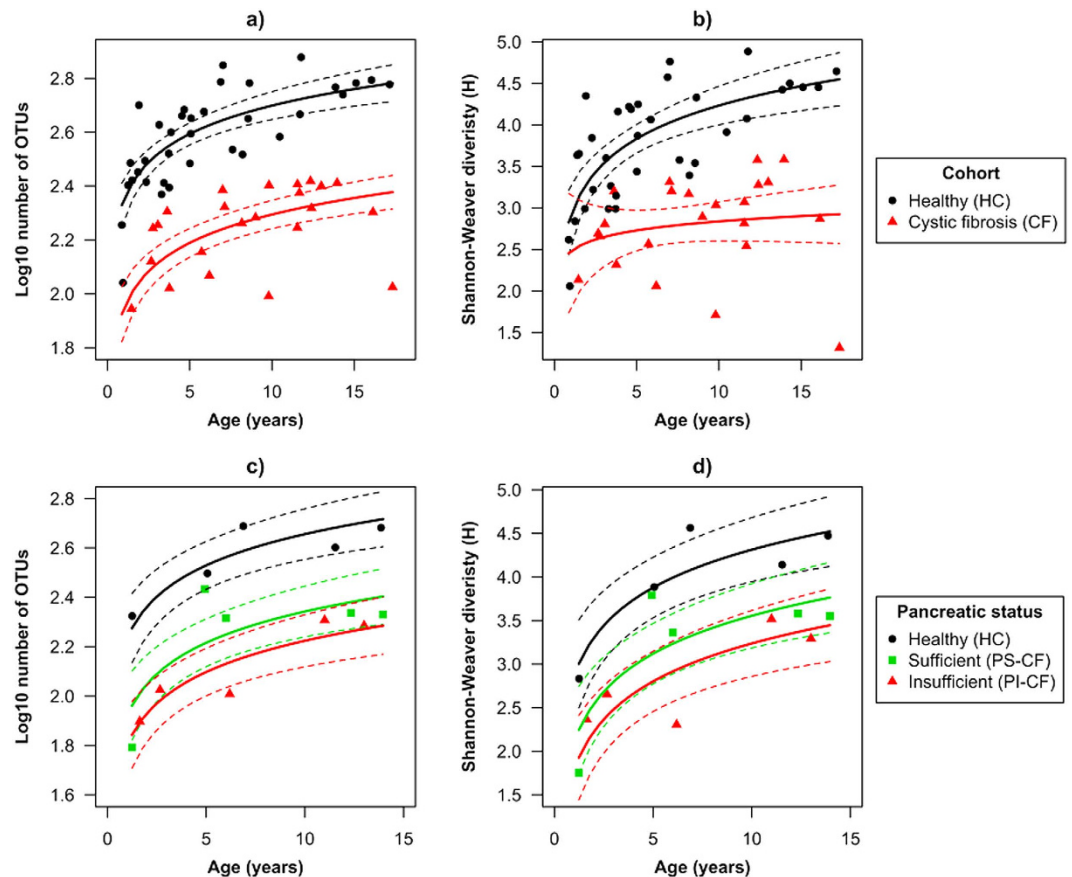 a)
Log10 number of OTUs
2.8
2.6
2.4
2.2
2.0
1.8
0 5 10 15
Age (years)
b)
Shannon-Weaver diveristy (H)
5.0
4.5
4.0
3.5
3.0
2.5
2.0
1.5
0 5 10 15
Age (years)
Cohort
Healthy (HC)
Cystic fibrosis (CF)
c)
Log10 number of OTUs
2.8
2.6
2.4
2.2
2.0
1.8
1.6
0 5 10 15
Age (years)
d)
Shannon-Weaver diveristy (H)
5.0
4.5
4.0
3.5
3.0
2.5
2.0
1.5
0 5 10 15
Age (years)
Pancreatic status
Healthy (HC)
Sufficient (PS-CF)
Insufficient (PI-CF)